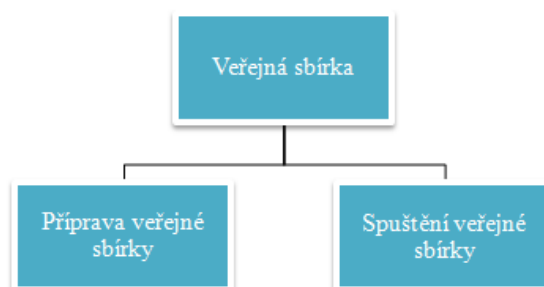 Veřejná sbírka
Příprava veřejné
sbírky
Spuštění veřejné
sbírky